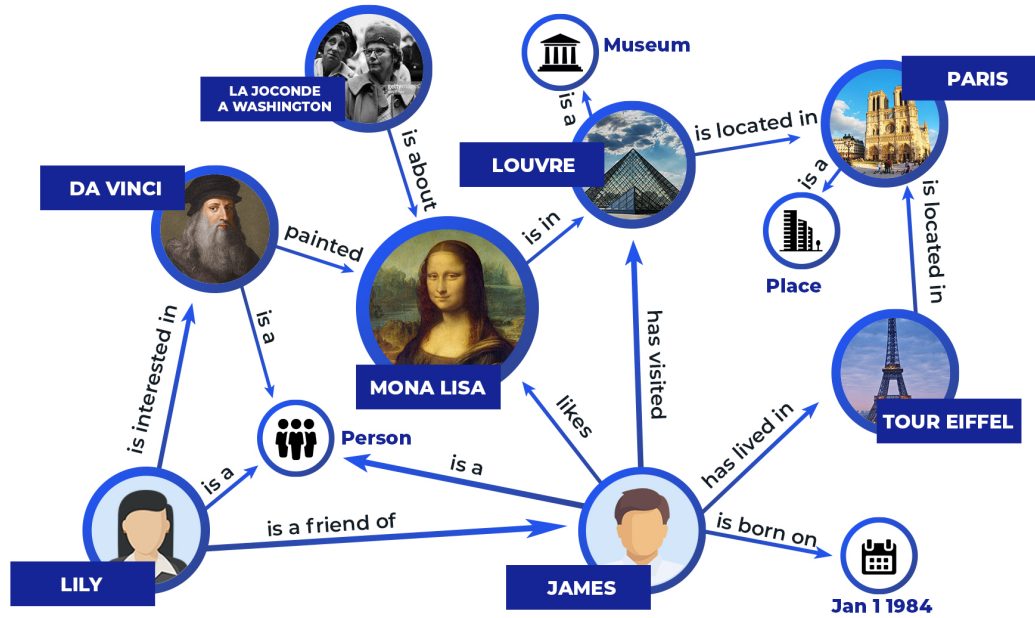 Museum
PARIS
LA JOCONDE
A WASHINGTON
is a
is located in
is about
LOUVRE
DA VINCI
is a
is located in
painted
is in
Place
is interested in
is a
has visited
MONA LISA
likes
TOUR EIFFEL
Person
has lived in
is a
is a
is a friend of
is born on
LILY
JAMES
Jan 1 1984